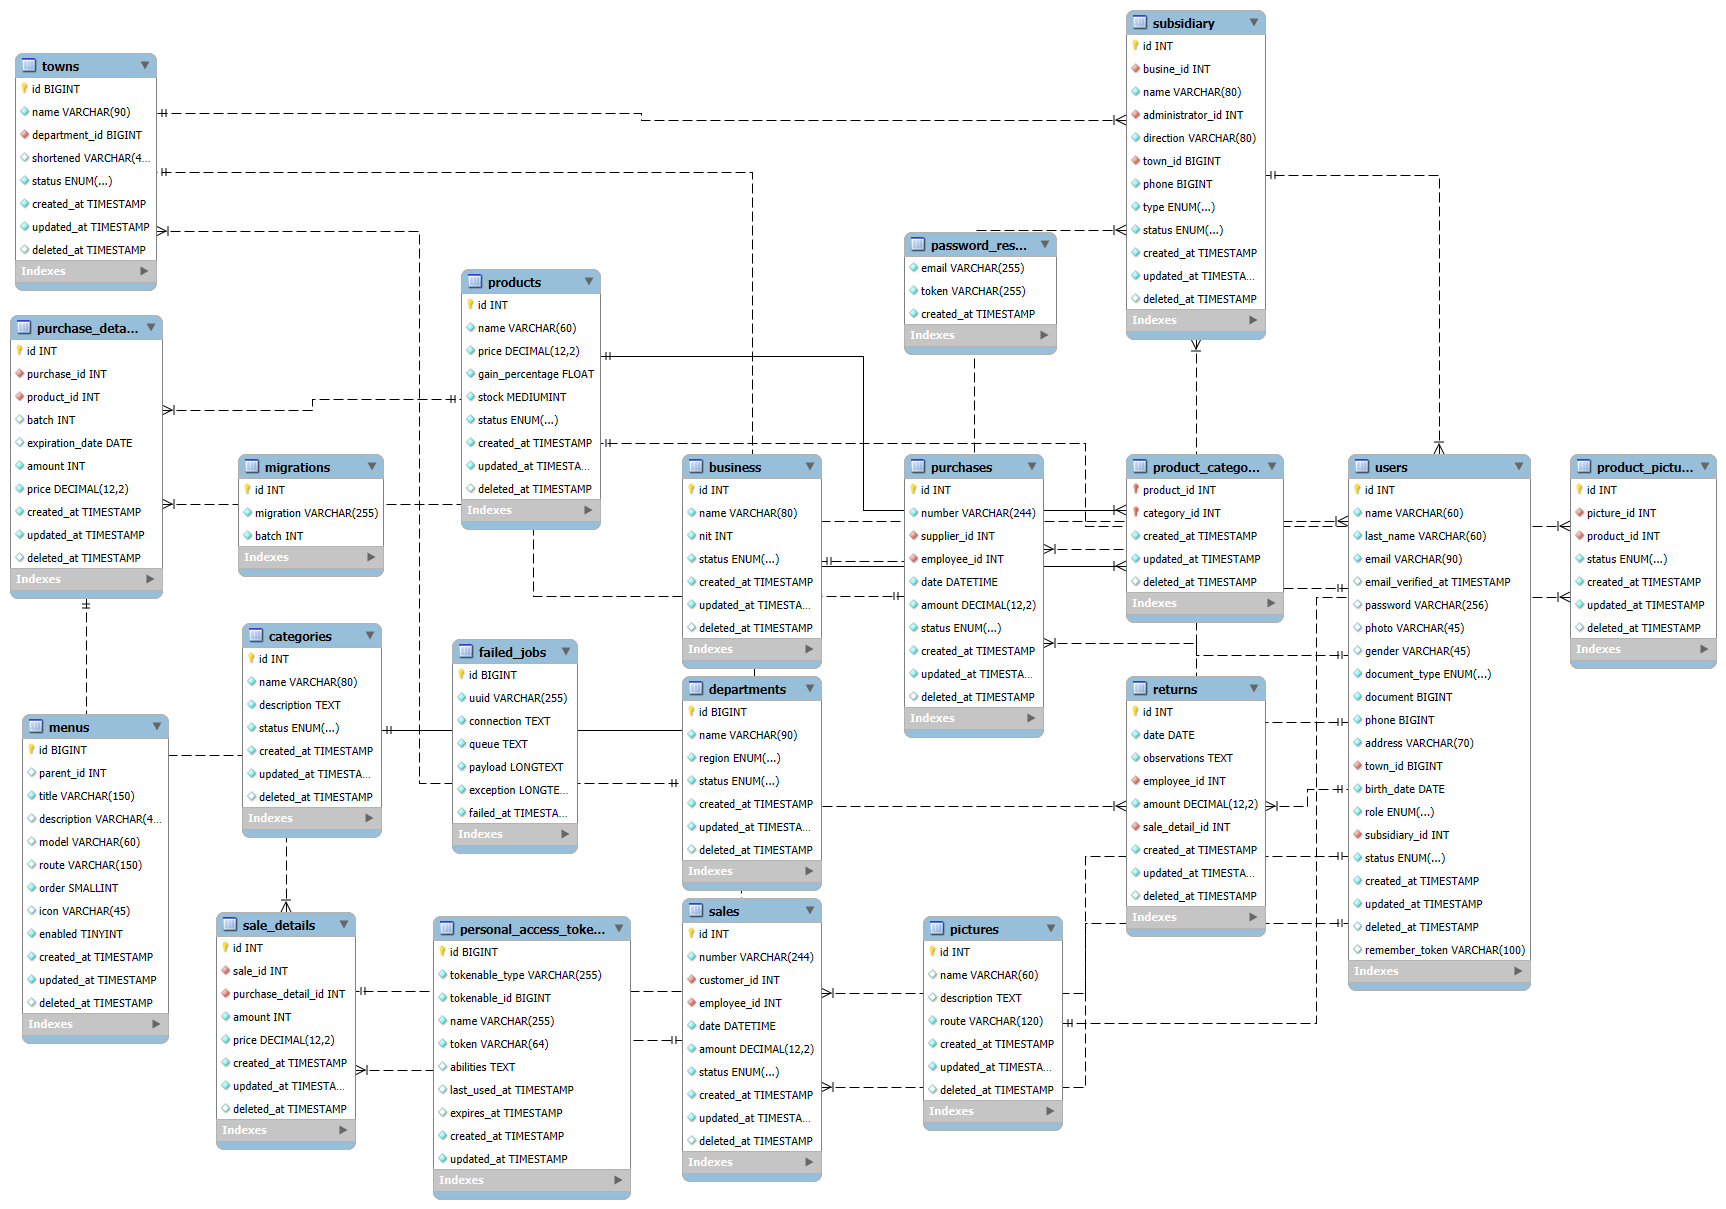 subsidiary
id INT
busine_id INT
name VARCHAR(80)
administrator_id INT
direction VARCHAR(80)
town_id BIGINT
phone BIGINT
type ENUM(...)
status ENUM(...)
created_at TIMESTAMP
updated_at TIMESTA...
deleted_at TIMESTAMP
Indexes
towns
id BIGINT
name VARCHAR(90)
department_id BIGINT
shortened VARCHAR(4...
status ENUM(...)
created_at TIMESTAMP
updated_at TIMESTAMP
deleted_at TIMESTAMP
Indexes
password_res...
email VARCHAR(255)
token VARCHAR(255)
created_at TIMESTAMP
Indexes
products
id INT
name VARCHAR(60)
price DECIMAL(12,2)
gain_percentage FLOAT
stock MEDIUMINT
status ENUM(...)
created_at TIMESTAMP
updated_at TIMESTA...
deleted_at TIMESTAMP
Indexes
purchase_deta...
id INT
purchase_id INT
product_id INT
batch INT
expiration_date DATE
amount INT
price DECIMAL(12,2)
created_at TIMESTAMP
updated_at TIMESTAMP
deleted_at TIMESTAMP
Indexes
migrations
id INT
migration VARCHAR(255)
batch INT
Indexes
business
id INT
name VARCHAR(80)
nit INT
status ENUM(...)
created_at TIMESTAMP
updated_at TIMESTA...
deleted_at TIMESTAMP
Indexes
purchases
id INT
number VARCHAR(244)
supplier_id INT
employee_id INT
date DATETIME
amount DECIMAL(12,2)
status ENUM(...)
created_at TIMESTAMP
updated_at TIMESTA...
deleted_at TIMESTAMP
Indexes
product_catego...
product_id INT
category_id INT
created_at TIMESTAMP
updated_at TIMESTAMP
deleted_at TIMESTAMP
Indexes
users
id INT
name VARCHAR(60)
last_name VARCHAR(60)
email VARCHAR(90)
email_verified_at TIMESTAMP
password VARCHAR(256)
photo VARCHAR(45)
gender VARCHAR(45)
document_type ENUM(...)
document BIGINT
phone BIGINT
address VARCHAR(70)
town_id BIGINT
birth_date DATE
role ENUM(...)
subsidiary_id INT
status ENUM(...)
created_at TIMESTAMP
updated_at TIMESTAMP
deleted_at TIMESTAMP
remember_token VARCHAR(100)
Indexes
product_pictu...
id INT
picture_id INT
product_id INT
status ENUM(...)
created_at TIMESTAMP
updated_at TIMESTAMP
deleted_at TIMESTAMP
Indexes
categories
id INT
name VARCHAR(80)
description TEXT
status ENUM(...)
created_at TIMESTAMP
updated_at TIMESTA...
deleted_at TIMESTAMP
Indexes
failed_jobs
id BIGINT
uuid VARCHAR(255)
connection TEXT
queue TEXT
payload LONGTEXT
exception LONGTE...
failed_at TIMESTA...
Indexes
departments
id BIGINT
name VARCHAR(90)
region ENUM(...)
status ENUM(...)
created_at TIMESTAMP
updated_at TIMESTA...
deleted_at TIMESTAMP
Indexes
returns
id INT
date DATE
observations TEXT
employee_id INT
amount DECIMAL(12,2)
sale_detail_id INT
created_at TIMESTAMP
updated_at TIMESTA...
deleted_at TIMESTAMP
Indexes
menus
id BIGINT
parent_id INT
title VARCHAR(150)
description VARCHAR(4...
model VARCHAR(60)
route VARCHAR(150)
order SMALLINT
icon VARCHAR(45)
enabled TINYINT
created_at TIMESTAMP
updated_at TIMESTAMP
deleted_at TIMESTAMP
Indexes
sale_details
id INT
sale_id INT
purchase_detail_id INT
amount INT
price DECIMAL(12,2)
created_at TIMESTAMP
updated_at TIMESTA...
deleted_at TIMESTAMP
Indexes
personal_access_toke...
id BIGINT
tokenable_type VARCHAR(255)
tokenable_id BIGINT
name VARCHAR(255)
token VARCHAR(64)
abilities TEXT
last_used_at TIMESTAMP
expires_at TIMESTAMP
created_at TIMESTAMP
updated_at TIMESTAMP
Indexes
sales
id INT
number VARCHAR(244)
customer_id INT
employee_id INT
date DATETIME
amount DECIMAL(12,2)
status ENUM(...)
created_at TIMESTAMP
updated_at TIMESTA...
deleted_at TIMESTAMP
Indexes
pictures
id INT
name VARCHAR(60)
description TEXT
route VARCHAR(120)
created_at TIMESTAMP
updated_at TIMESTA...
deleted_at TIMESTAMP
Indexes